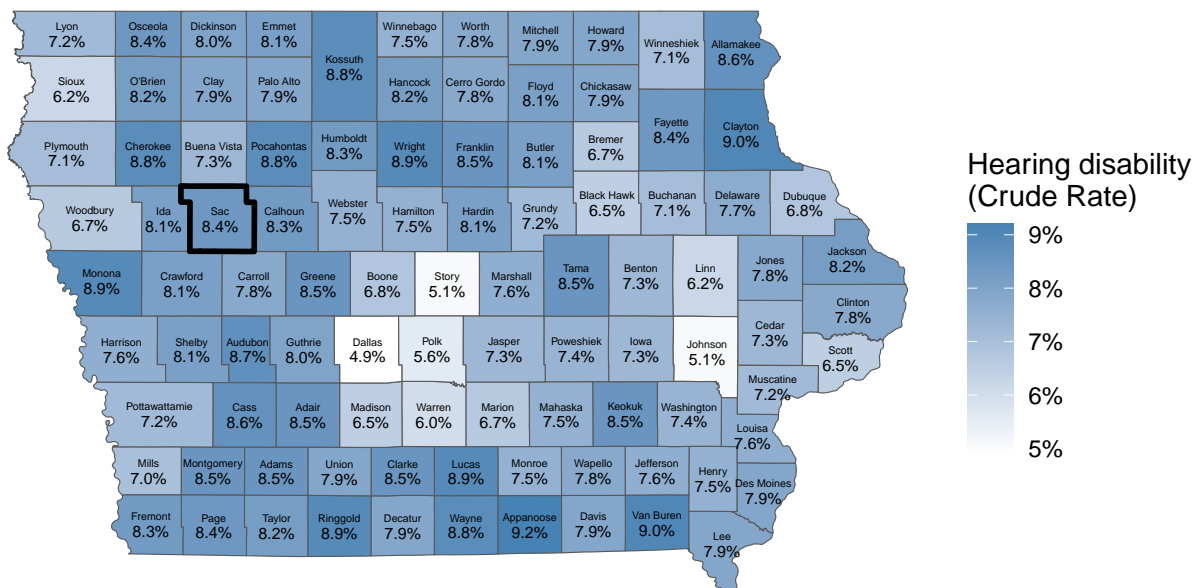 Lyon
7.2%
Osceola
8.4%
Dickinson
8.0%
Emmet
8.1%
Kossuth
8.8%
Winnebago
7.5%
Worth
7.8%
Mitchell
7.9%
Howard
7.9%
Winneshiek
7.1%
Allamakee
8.6%
Sioux
6.2%
O'Brien
8.2%
Clay
7.9%
Palo Alto
7.9%
Hancock
8.2%
Cerro Gordo
7.8%
Floyd
8.1%
Chickasaw
7.9%
Fayette
8.4%
Clayton
9.0%
Plymouth
7.1%
Cherokee
8.8%
Buena Vista
7.3%
Pocahontas
8.8%
Humboldt
8.3%
Wright
8.9%
Franklin
8.5%
Butler
8.1%
Bremer
6.7%
Woodbury
6.7%
Ida
8.1%
Sac
8.4%
Calhoun
8.3%
Webster
7.5%
Hamilton
7.5%
Hardin
8.1%
Grundy
7.2%
Black Hawk
6.5%
Buchanan
7.1%
Delaware
7.7%
Dubuque
6.8%
Monona
8.9%
Crawford
8.1%
Carroll
7.8%
Greene
8.5%
Boone
6.8%
Story
5.1%
Marshall
7.6%
Tama
8.5%
Benton
7.3%
Linn
6.2%
Jones
7.8%
Jackson
8.2%
Clinton
7.8%
Harrison
7.6%
Shelby
8.1%
Audubon
8.7%
Guthrie
8.0%
Dallas
4.9%
Polk
5.6%
Jasper
7.3%
Poweshiek
7.4%
Iowa
7.3%
Johnson
5.1%
Cedar
7.3%
Scott
6.5%
Muscatine
7.2%
Pottawattamie
7.2%
Cass
8.6%
Adair
8.5%
Madison
6.5%
Warren
6.0%
Marion
6.7%
Mahaska
7.5%
Keokuk
8.5%
Washington
7.4%
Louisa
7.6%
Mills
7.0%
Montgomery
8.5%
Adams
8.5%
Union
7.9%
Clarke
8.5%
Lucas
8.9%
Monroe
7.5%
Wapello
7.8%
Jefferson
7.6%
Henry
7.5%
Des Moines
7.9%
Fremont
8.3%
Page
8.4%
Taylor
8.2%
Ringgold
8.9%
Decatur
7.9%
Wayne
8.8%
Appanoose
9.2%
Davis
7.9%
Van Buren
9.0%
Lee
7.9%
Hearing disability
(Crude Rate)
9%
8%
7%
6%
5%